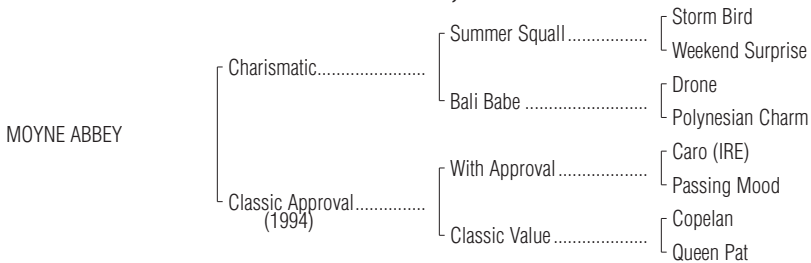 Storm Bird
Summer Squall.................
Weekend Surprise
Charismatic.......................
Drone
Bali Babe ..........................
Polynesian Charm
MOYNE ABBEY
Caro (IRE)
With Approval...................
Passing Mood
Classic Approval...............
(1994)
Copelan
Classic Value ....................
Queen Pat